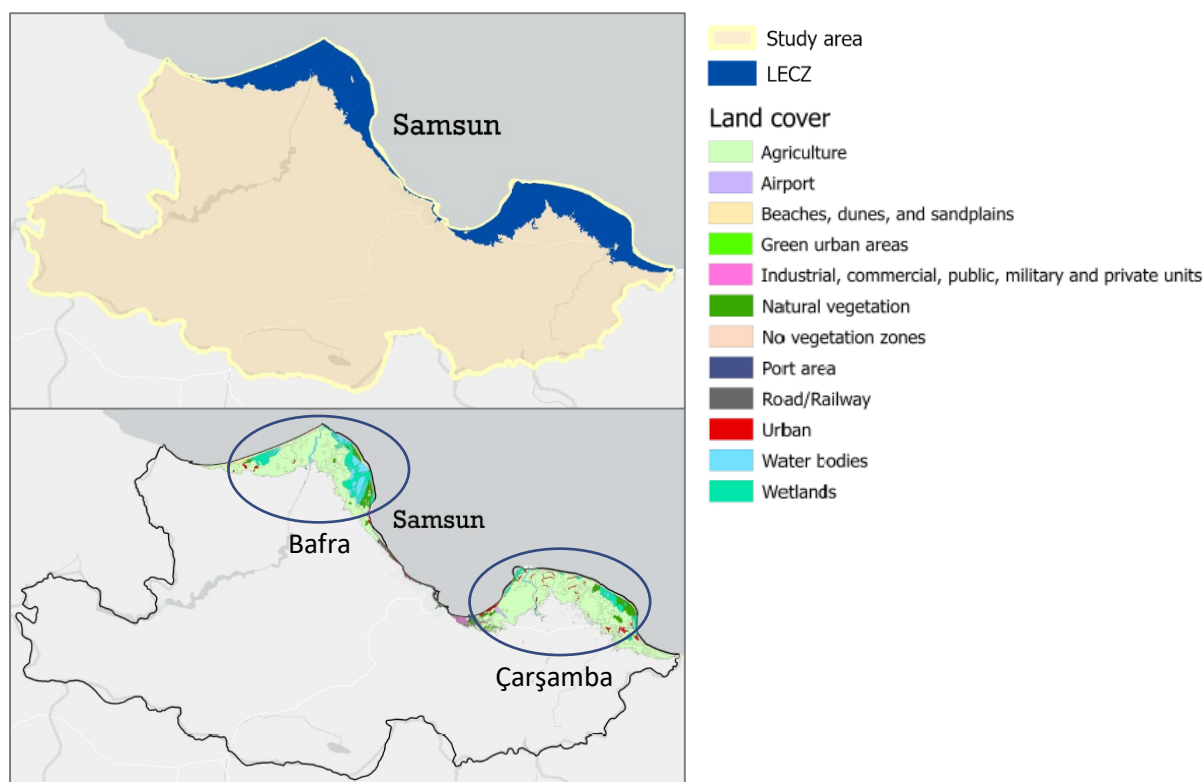 Samsun
Study area
LECZ
Land cover
Agriculture
Airport
Beaches, dunes, and sandplains
Green urban areas
Industrial, commercial, public, military and private units
Natural vegetation
No vegetation zones
Port area
Road/Railway
Urban
Water bodies
Wetlands
Samsun
Bafra
Çarşamba